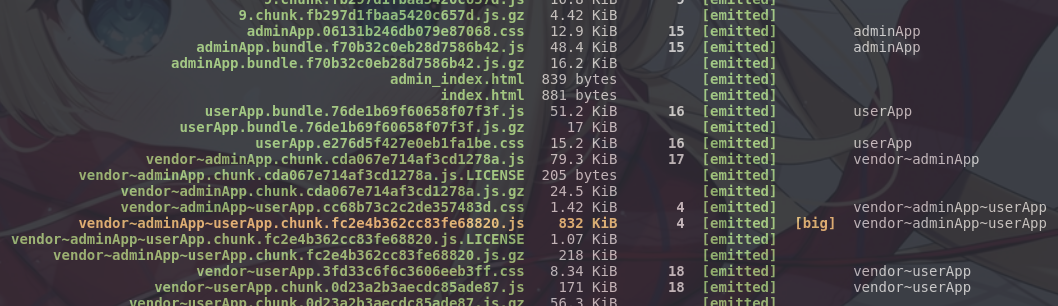 9.chunk.fb297d1fbaa5420c657d.js 16.8 KiB 9 [emitted]
9.chunk.fb297d1fbaa5420c657d.js.gz 4.42 KiB [emitted]
adminApp.06131b246db079e87068.css 12.9 KiB 15 [emitted] adminApp
adminApp.bundle.f70b32c0eb28d7586b42.js 48.4 KiB 15 [emitted] adminApp
adminApp.bundle.f70b32c0eb28d7586b42.js.gz 16.2 KiB [emitted]
admin_index.html 839 bytes [emitted]
index.html 881 bytes [emitted]
userApp.bundle.76de1b69f60658f07f3f.js 51.2 KiB 16 [emitted] userApp
userApp.bundle.76de1b69f60658f07f3f.js.gz 17 KiB [emitted]
userApp.e276d5f427e0eb1fa1be.css 15.2 KiB 16 [emitted] userApp
vendor~adminApp.chunk.cda067e714af3cd1278a.js 79.3 KiB 17 [emitted] vendor~adminApp
vendor~adminApp.chunk.cda067e714af3cd1278a.js.LICENSE 205 bytes [emitted]
vendor~adminApp.chunk.cda067e714af3cd1278a.js.gz 24.5 KiB [emitted]
vendor~adminApp~userApp.cc68b73c2c2de357483d.css 1.42 KiB 4 [emitted] vendor~adminApp~userApp
vendor~adminApp~userApp.chunk.fc2e4b362cc83fe68820.js 832 KiB 4 [emitted] [big] vendor~adminApp~userApp
vendor~adminApp~userApp.chunk.fc2e4b362cc83fe68820.js.LICENSE 1.07 KiB [emitted]
vendor~adminApp~userApp.chunk.fc2e4b362cc83fe68820.js.gz 218 KiB [emitted]
vendor~userApp.3fd33c6f6c3606eeb3ff.css 8.34 KiB 18 [emitted] vendor~userApp
vendor~userApp.chunk.0d23a2b3aecdc85ade87.js 171 KiB 18 [emitted] vendor~userApp
vendor~userApp.chunk.0d23a2b3aecdc85ade87.js.gz 56.3 KiB [emitted]